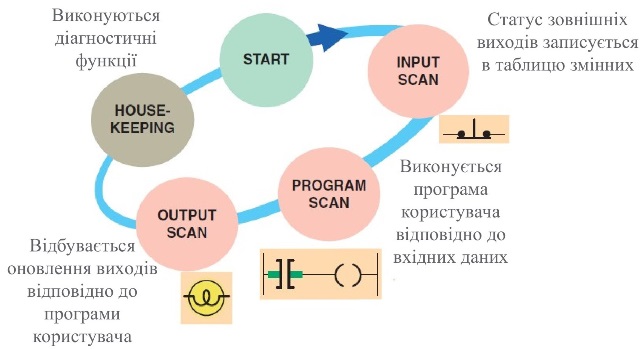 Виконуються
діагностичні
функції
START
INPUT
SCAN
Статус зовнішніх
виходів записується
в таблицю змінних
HOUSE-
KEEPING
PROGRAM
SCAN
Виконується
програма
користувача
відповідно до
вхідних даних
OUTPUT
SCAN
Відбувається
оновлення виходів
відповідно до
програми
користувача